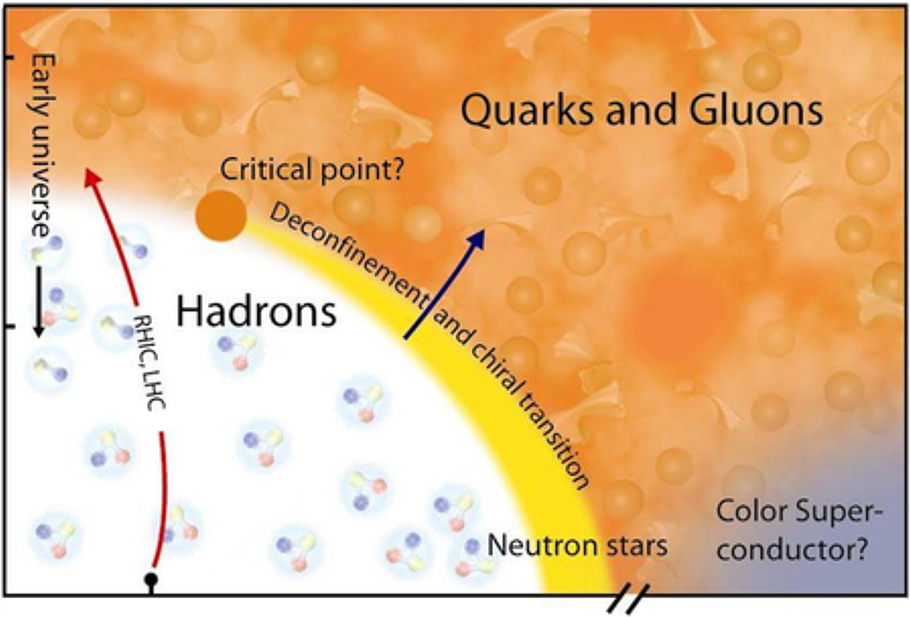 Early universe
Quarks and Gluons
Critical point?
Deconfinement and chiral transition
Hadrons
RHIC, LHC
Neutron stars
Color Super-
conductor?